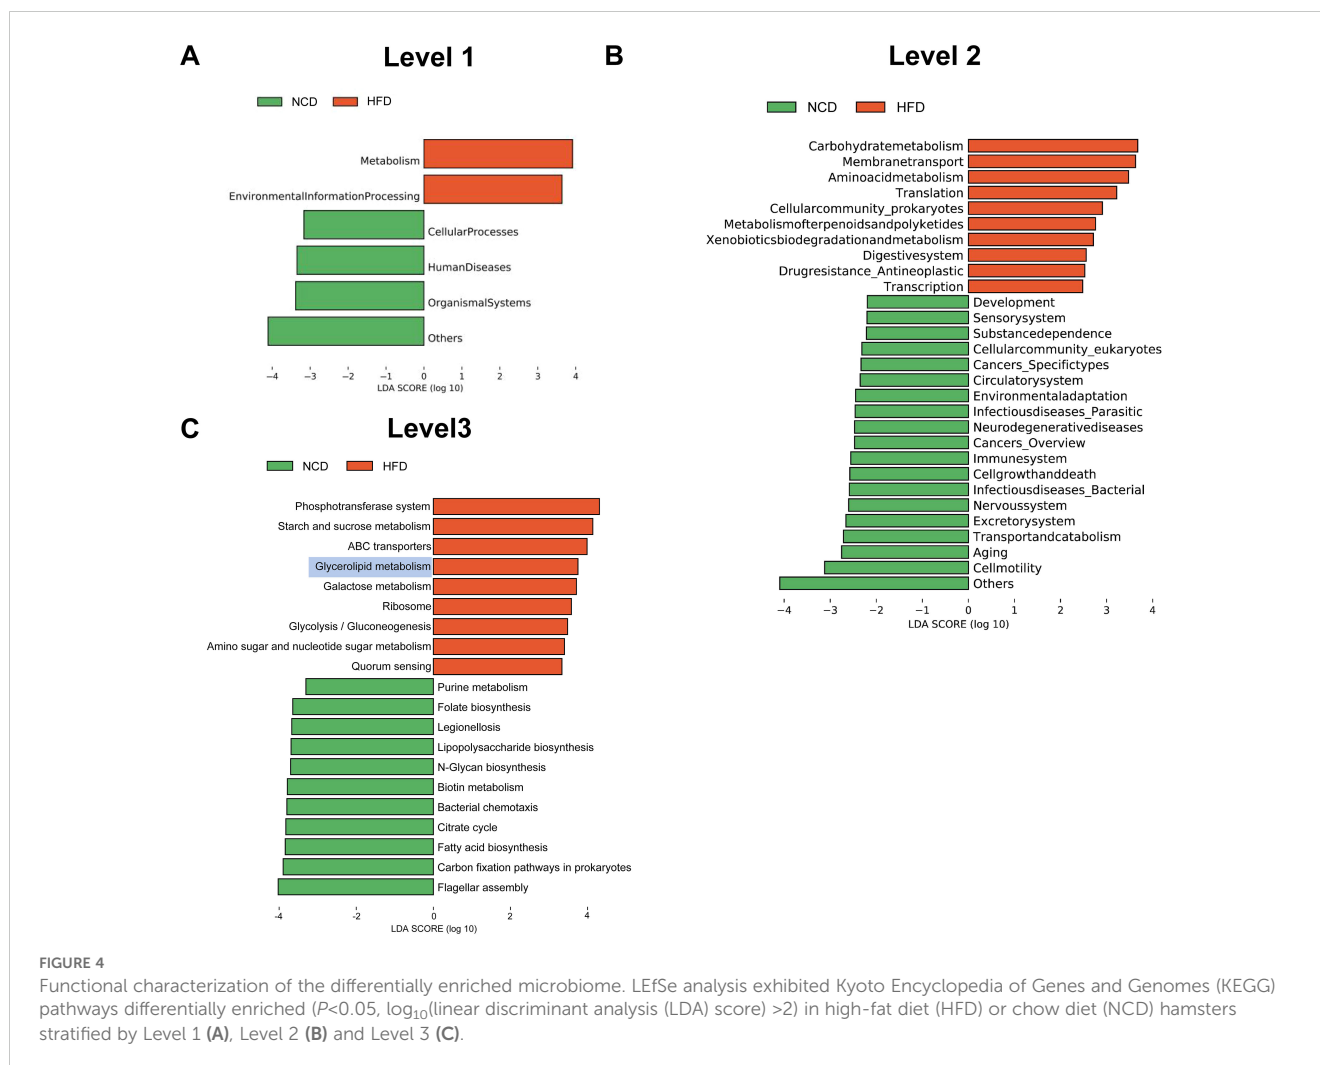 A
Level 1
NCD
HFD
Metabolism
EnvironmentalInformationProcessing
CellularProcesses
HumanDiseases
OrganismalSystems
Others
−4 −3 −2 −1 0 1 2 3 4
LDA SCORE (log 10)
B
Level 2
NCD
HFD
Carbohydratemetabolism
Membranetransport
Aminoacidmetabolism
Translation
Cellularcommunity_prokaryotes
Metabolismofterpenoidsandpolyketides
Xenobioticsbiodegradationandmetabolism
Digestivesystem
Drugresistance_Antineoplastic
Transcription
Development
Sensorysystem
Substancedependence
Cellularcommunity_eukaryotes
Cancers_Specifictypes
Circulatorysystem
Environmentaladaptation
Infectiousdiseases_Parasitic
Neurodegenerativediseases
Cancers_Overview
Immunesystem
Cellgrowthanddeath
Infectiousdiseases_Bacterial
Nervoussystem
Excretorysystem
Transportandcatabolism
Aging
Cellmotility
Others
−4 −3 −2 −1 0 1 2 3 4
LDA SCORE (log 10)
C
Level3
NCD
HFD
Phosphotransferase system
Starch and sucrose metabolism
ABC transporters
Glycerolipid metabolism
Galactose metabolism
Ribosome
Glycolysis / Gluconeogenesis
Amino sugar and nucleotide sugar metabolism
Quorum sensing
Purine metabolism
Folate biosynthesis
Legionellosis
Lipopolysaccharide biosynthesis
N-Glycan biosynthesis
Biotin metabolism
Bacterial chemotaxis
Citrate cycle
Fatty acid biosynthesis
Carbon fixation pathways in prokaryotes
Flagellar assembly
-4 -2 0 2 4
LDA SCORE (log 10)
FIGURE 4
Functional characterization of the differentially enriched microbiome. LEfSe analysis exhibited Kyoto Encyclopedia of Genes and Genomes (KEGG)
pathways differentially enriched (P<0.05, log10(linear discriminant analysis (LDA) score) >2) in high-fat diet (HFD) or chow diet (NCD) hamsters
stratified by Level 1 (A), Level 2 (B) and Level 3 (C).